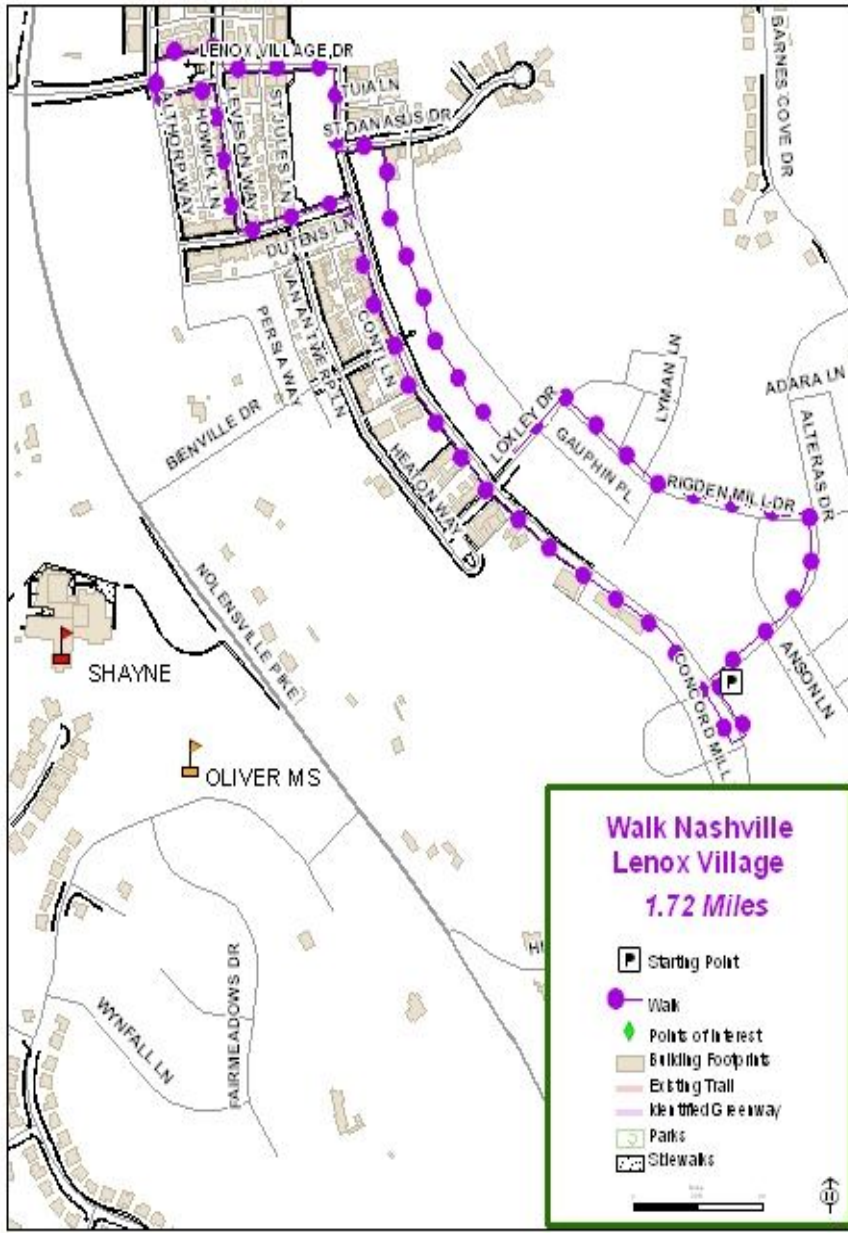 LENOX VILLAGE DR
BARNES COVE DR
TUIA LN
ST DANASUS DR
ALTHORP WAY
HOWICK LN
LEVESON WAY
ST JULES LN
DUTENS LN
PERSIA WAY
VAN ANTWERP LN
CONTI LN
BIENVILLE DR
HEATON WAY
LOXLEY DR
GAUPHIN PL
LYMAN LN
ADARA LN
ALTERAS DR
RIGDEN MILL DR
NOLENSVILLE PIKE
ANSON LN
CONCORD MILL
P
SHAYNE
OLIVER MS
FAIRMEADOWS DR
WYNFALL LN
Walk Nashville
Lenox Village
1.72 Miles
P Starting Point
Walk
Points of Interest
Building Footprints
Existing Trail
Identified Greenway
Parks
Sidewalks